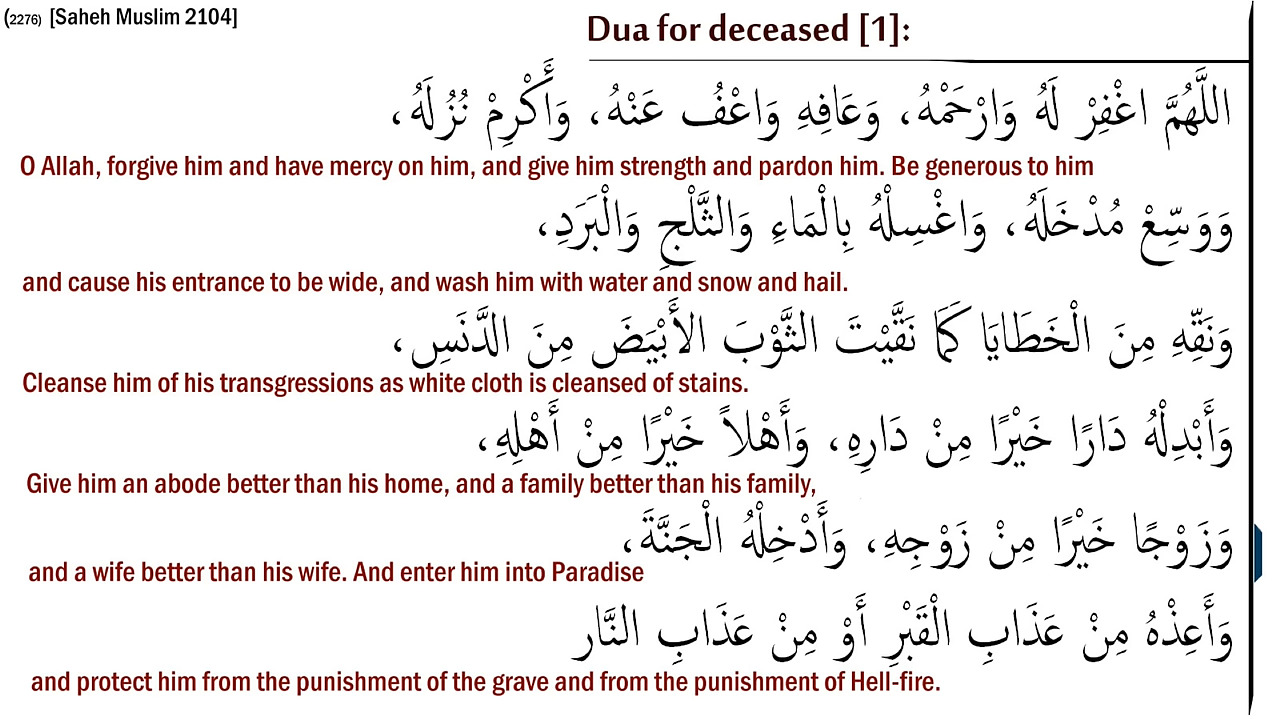 (2276) [Saheh Muslim 2104]
Dua for deceased [1]:
اللَّهُمَّ اغْفِرْ لَهُ وَارْحَمْهُ، وَعَافِهِ وَاعْفُ عَنْهُ، وَأَكْرِمْ نُزُلَهُ،
O Allah, forgive him and have mercy on him, and give him strength and pardon him. Be generous to him
وَوَسِّعْ مُدْخَلَهُ، وَاغْسِلْهُ بِالْمَاءِ وَالثَّلْجِ وَالْبَرَدِ،
and cause his entrance to be wide, and wash him with water and snow and hail.
وَنَقِّهِ مِنَ الْخَطَايَا كَمَا نَقَّيْتَ الثَّوْبَ الأَبْيَضَ مِنَ الدَّنَسِ،
Cleanse him of his transgressions as white cloth is cleansed of stains.
وَأَبْدِلْهُ دَارًا خَيْرًا مِنْ دَارِهِ، وَأَهْلاً خَيْرًا مِنْ أَهْلِهِ،
Give him an abode better than his home, and a family better than his family,
وَزَوْجًا خَيْرًا مِنْ زَوْجِهِ، وَأَدْخِلْهُ الْجَنَّةَ،
and a wife better than his wife. And enter him into Paradise
وَأَعِذْهُ مِنْ عَذَابِ الْقَبْرِ أَوْ مِنْ عَذَابِ النَّار
and protect him from the punishment of the grave and from the punishment of Hell-fire.